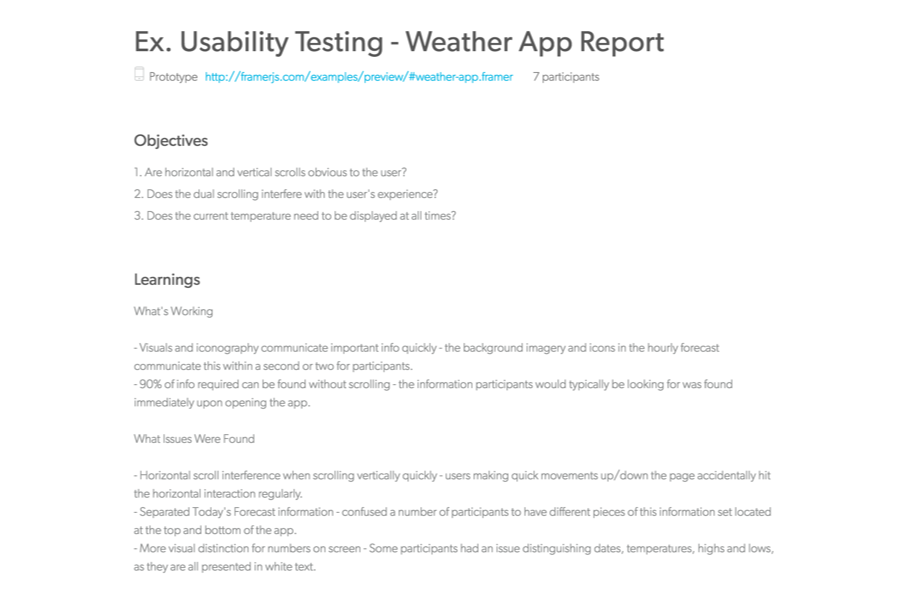 Ex. Usability Testing - Weather App Report
Prototype http://framerjs.com/examples/preview/#weather-app.framer 7 participants
Objectives
1. Are horizontal and vertical scrolls obvious to the user?
2. Does the dual scrolling interfere with the user's experience?
3. Does the current temperature need to be displayed at all times?
Learnings
What's Working
- Visuals and iconography communicate important info quickly - the background imagery and icons in the hourly forecast
communicate this within a second or two for participants.
- 90% of info required can be found without scrolling - the information participants would typically be looking for was found
immediately upon opening the app.
What Issues Were Found
- Horizontal scroll interference when scrolling vertically quickly - users making quick movements up/down the page accidentally hit
the horizontal interaction regularly.
- Separated Today's Forecast information - confused a number of participants to have different pieces of this information set located
at the top and bottom of the app.
- More visual distinction for numbers on screen - Some participants had an issue distinguishing dates, temperatures, highs and lows,
as they are all presented in white text.